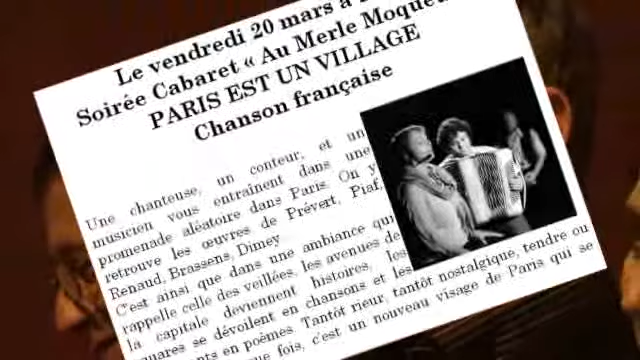 Le vendredi 20 mars à
Soirée Cabaret « Au Merle Moqueur
PARIS EST UN VILLAGE
Chanson française
Une chanteuse, un conteur, et un
musicien vous entraînent dans une
promenade aléatoire dans Paris. On y
retrouve les œuvres de Prévert, Piaf,
Renaud, Brassens, Dimey
C'est ainsi que dans une ambiance qui
rappelle celle des veillées, les avenues de
la capitale deviennent histoires, les
quares se dévoilent en chansons et les
nts en poèmes. Tantôt rieur, tantôt nostalgique, tendre ou
que fois, c'est un nouveau visage de Paris qui se